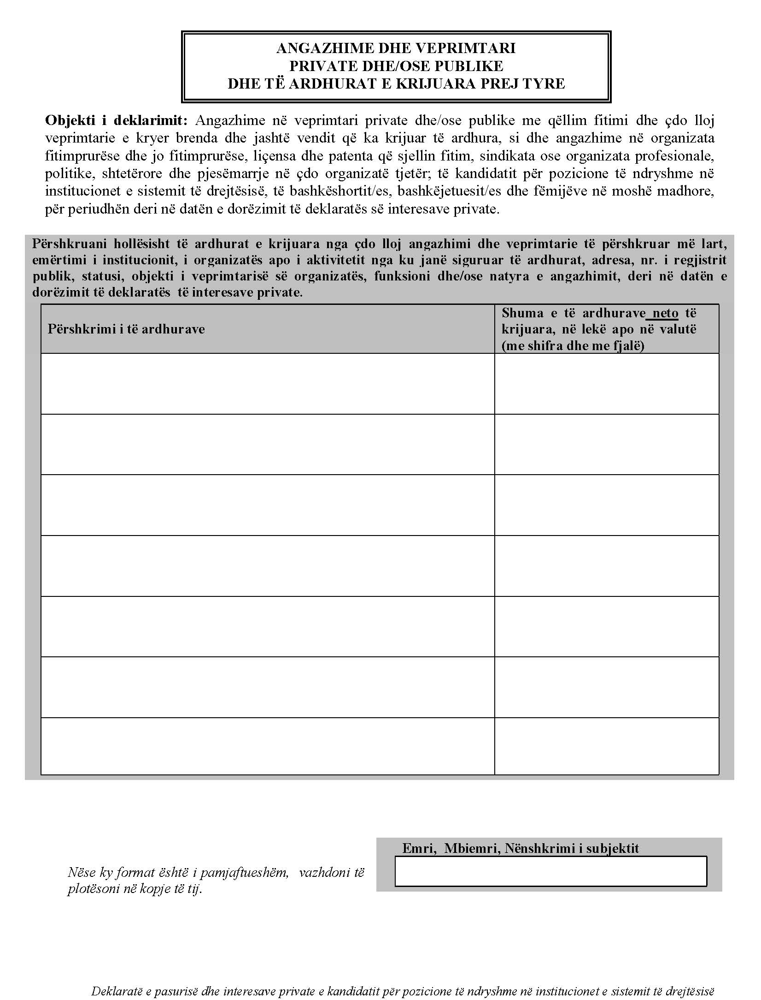 ANGAZHIME DHE VEPRIMTARI
PRIVATE DHE/OSE PUBLIKE
DHE TË ARDHURAT E KRIJUARA PREJ TYRE
Objekti i deklarimit: Angazhime në veprimtari private dhe/ose publike me qëllim fitimi dhe çdo lloj
veprimtarie e kryer brenda dhe jashtë vendit që ka krijuar të ardhura, si dhe angazhime në organizata
fitimprurëse dhe jo fitimprurëse, liçensa dhe patenta që sjellin fitim, sindikata ose organizata profesionale,
politike, shtetërore dhe pjesëmarrje në çdo organizatë tjetër; të kandidatit për pozicione të ndryshme në
institucionet e sistemit të drejtësisë, të bashkëshortit/es, bashkëjetuesit/es dhe fëmijëve në moshë madhore,
për periudhën deri në datën e dorëzimit të deklaratës së interesave private.
Përshkruani hollësisht të ardhurat e krijuara nga çdo lloj angazhimi dhe veprimtarie të përshkruar më lart,
emërtimi i institucionit, i organizatës apo i aktivitetit nga ku janë siguruar të ardhurat, adresa, nr. i regjistrit
publik, statusi, objekti i veprimtarisë së organizatës, funksioni dhe/ose natyra e angazhimit, deri në datën e
dorëzimit të deklaratës të interesave private.
Përshkrimi i të ardhurave
Shuma e të ardhurave neto të
krijuara, në lekë apo në valutë
(me shifra dhe me fjalë)
Emri, Mbiemri, Nënshkrimi i subjektit
Nëse ky format është i pamjaftueshëm, vazhdoni të
plotësoni në kopje të tij.
Deklaratë e pasurisë dhe interesave private e kandidatit për pozicione të ndryshme në institucionet e sistemit të drejtësisë